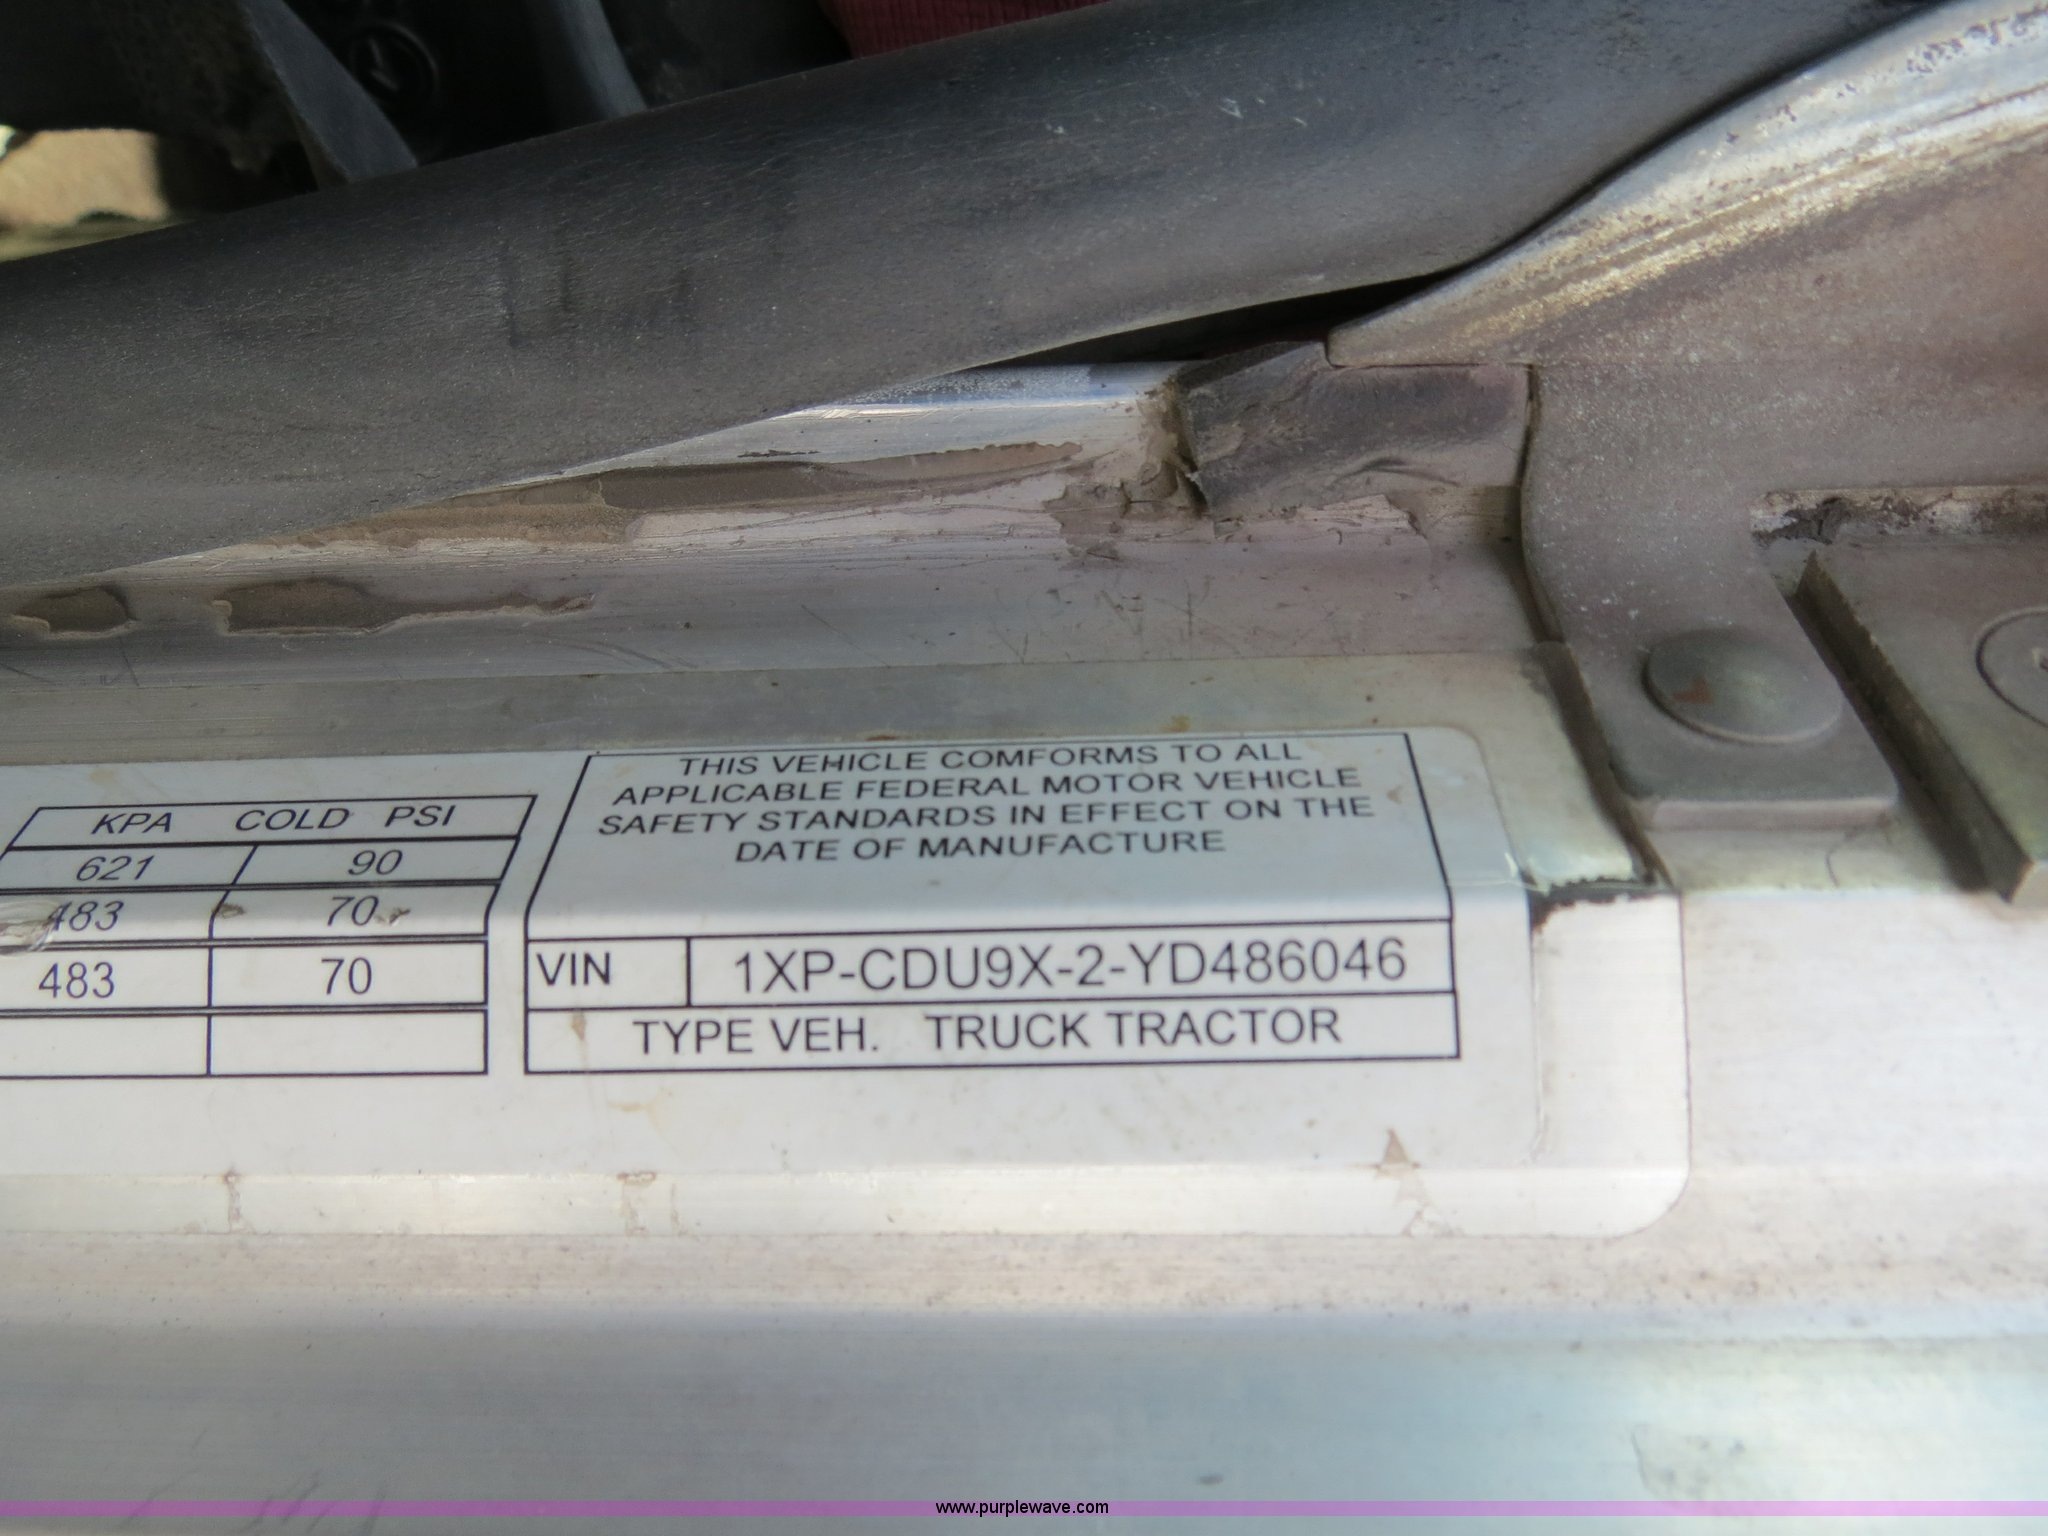 THIS VEHICLE COMFORMS TO ALL
APPLICABLE FEDERAL MOTOR VEHICLE
SAFETY STANDARDS IN EFFECT ON THE
DATE OF MANUFACTURE
KPA COLD PSI
621 90
483 70
483 70
VIN 1XP-CDU9X-2-YD486046
TYPE VEH. TRUCK TRACTOR
www.purplewave.com